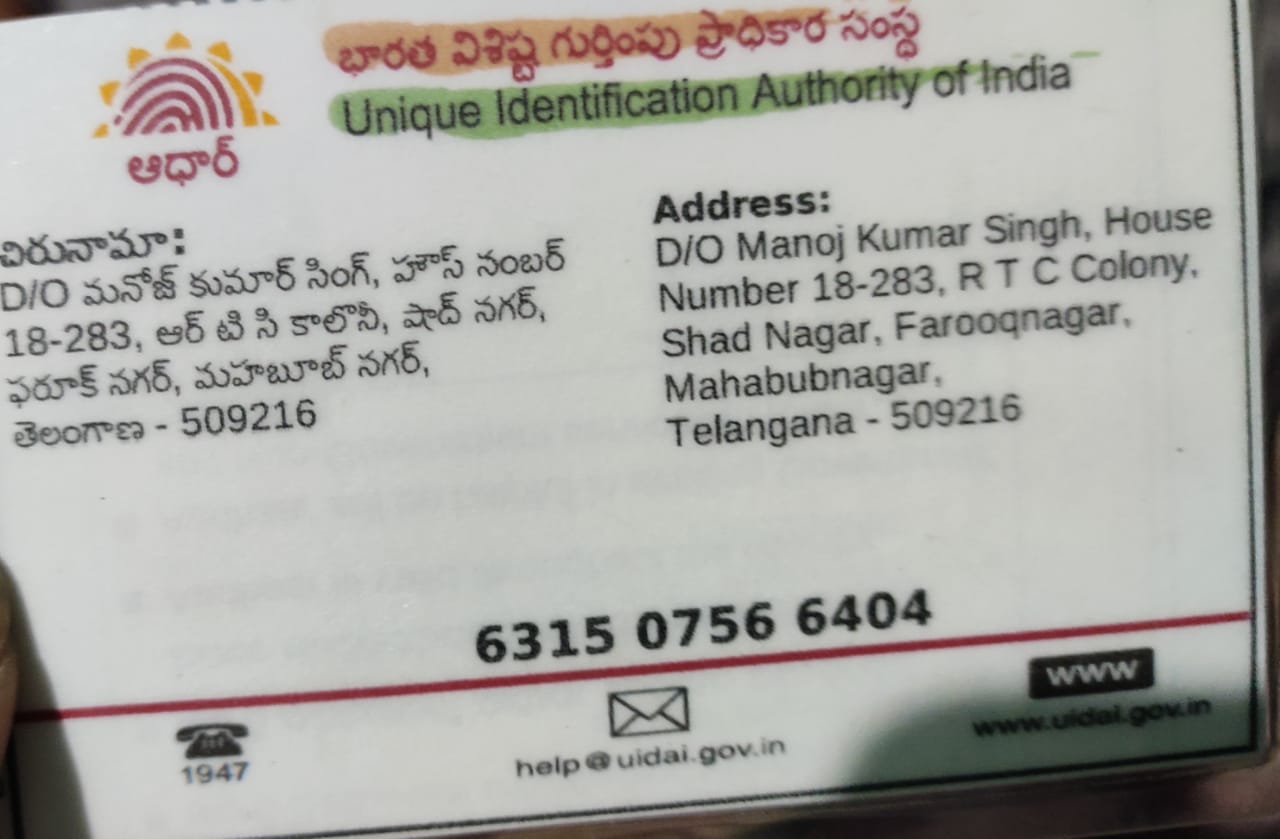 భారత విశిష్ట గుర్తింపు ప్రాధికార సంస్థ
Unique Identification Authority of India
ఆధార్
చిరునామా:
D/O మనోజ్ కుమార్ సింగ్, హౌస్ నంబర్
18-283, ఆర్ టి సి కాలొనీ, షాద్ నగర్,
ఫరూక్ నగర్, మహబూబ్ నగర్,
తెలంగాణ - 509216
Address:
D/O Manoj Kumar Singh, House
Number 18-283, R T C Colony,
Shad Nagar, Farooqnagar,
Mahabubnagar,
Telangana - 509216
6315 0756 6404
1947
help@uidai.gov.in
www
www.uidai.gov.in